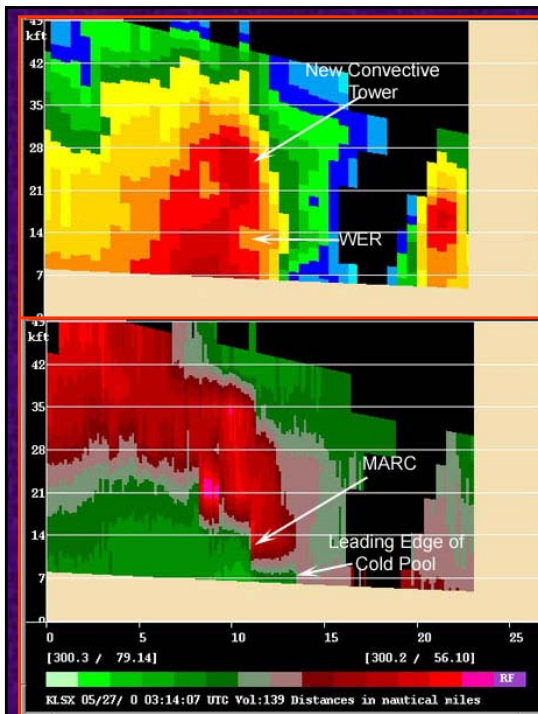 kft
42
35
28
21
14
7
New Convective
Tower
WER
kft
42
35
28
21
14
7
MARC
Leading Edge of
Cold Pool
0
5
10
15
20
25
[300.3 / 79.14]
[300.2 / 56.10]
RF
KLSX 05/27/ 0 03:14:07 UTC Vol:139 Distances in nautical miles